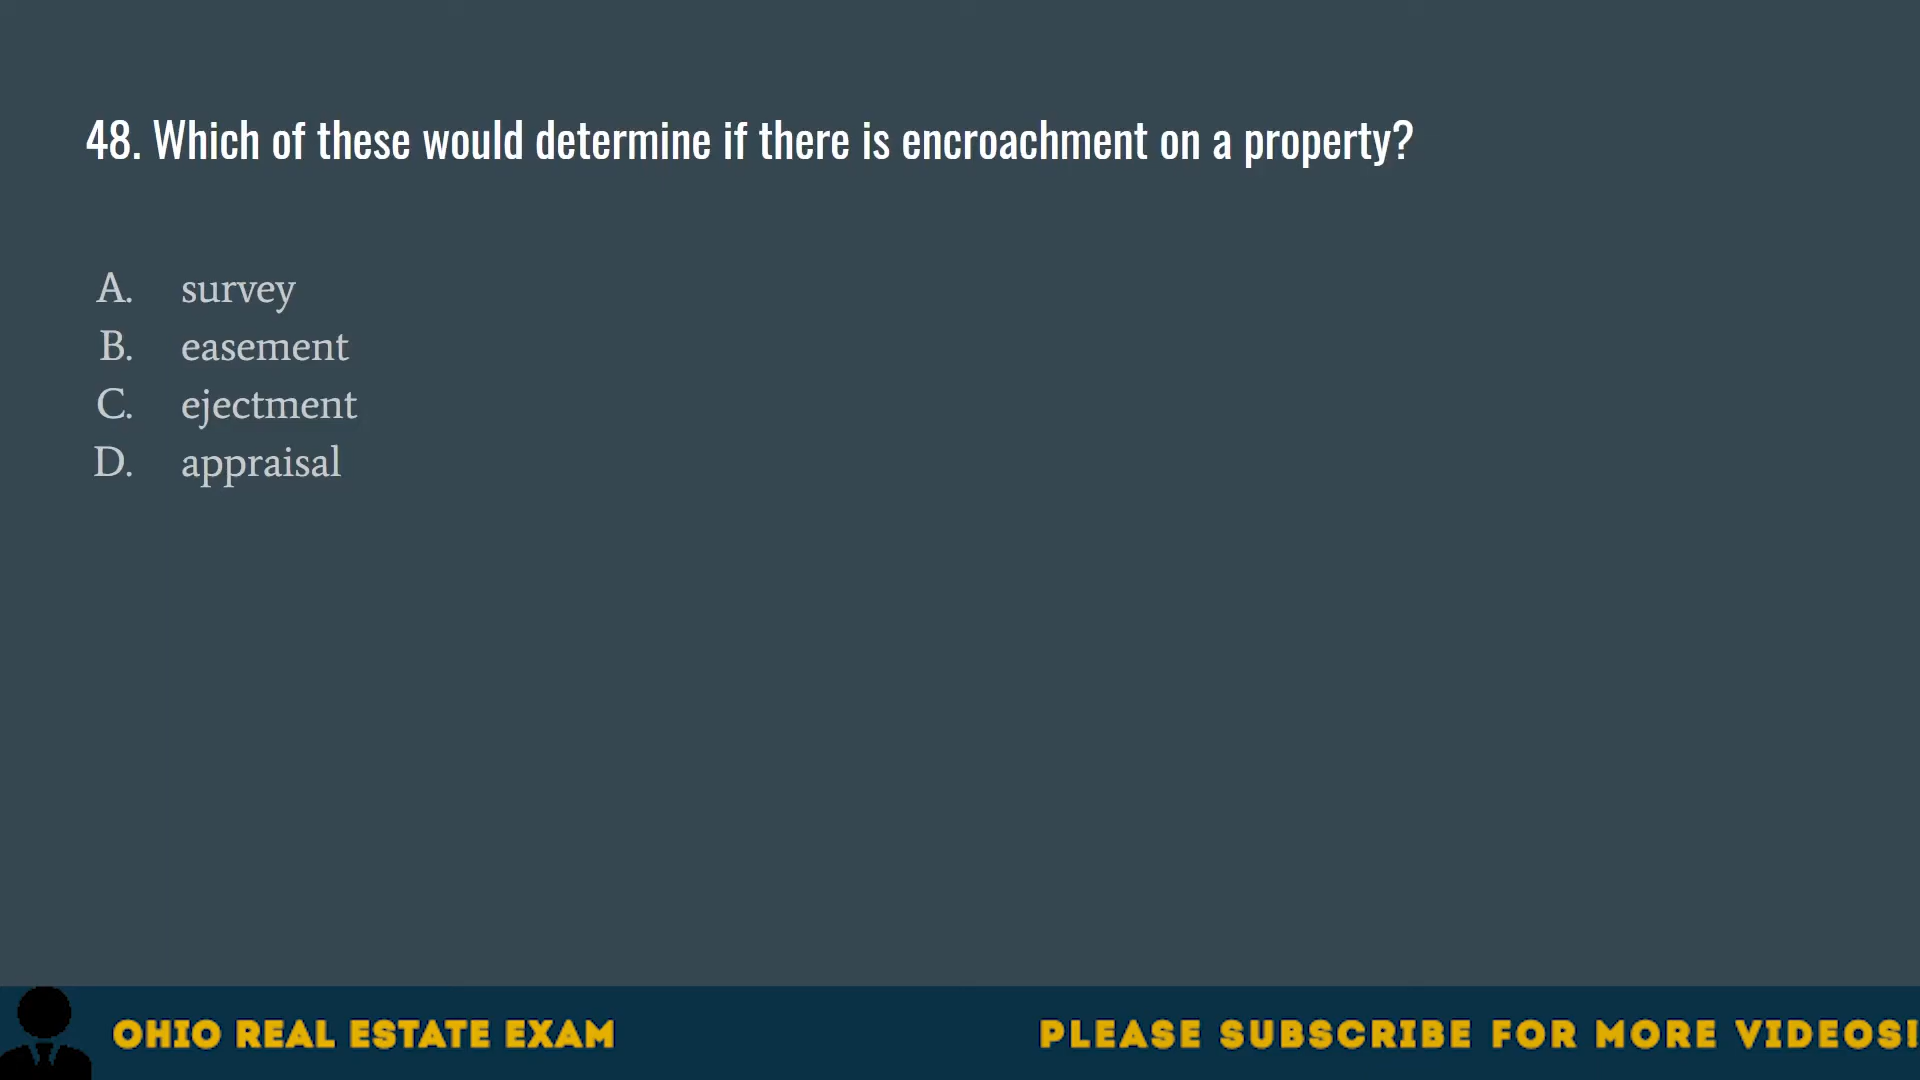 48. Which of these would determine if there is encroachment on a property?
A. survey
B. easement
C. ejectment
D. appraisal
OHIO REAL ESTATE EXAM
PLEASE SUBSCRIBE FOR MORE VIDEOS!